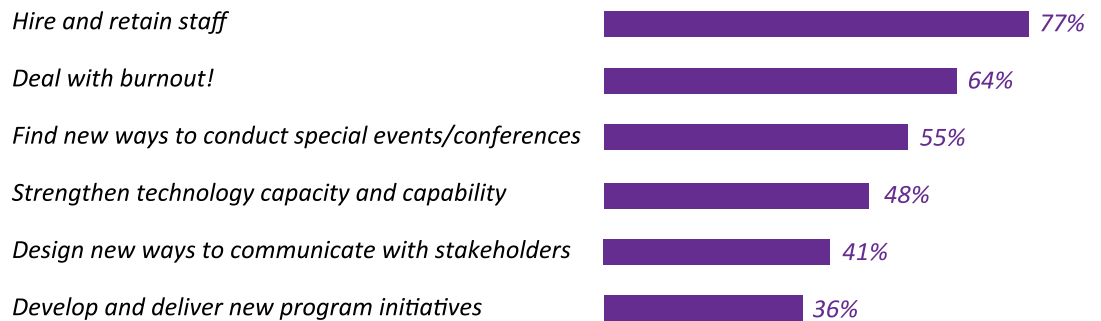 Hire and retain staff 77%
Deal with burnout! 64%
Find new ways to conduct special events/conferences 55%
Strengthen technology capacity and capability 48%
Design new ways to communicate with stakeholders 41%
Develop and deliver new program initiatives 36%